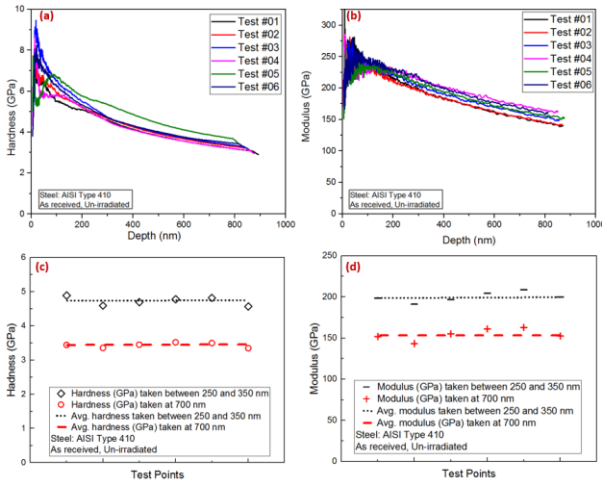 (a)
Test #01
Test #02
Test #03
Test #04
Test #05
Test #06
Hardness (GPa)
10
8
6
4
2
0
Steel: AISI Type 410
As received, Un-irradiated
0 200 400 600 800 1000
Depth (nm)
(b)
Test #01
Test #02
Test #03
Test #04
Test #05
Test #06
Modulus (GPa)
300
250
200
150
100
50
0
Steel: AISI Type 410
As received, Un-irradiated
0 200 400 600 800 1000
Depth (nm)
(c)
Hadness (GPa)
6
5
4
3
2
1
0
Hardness (GPa) taken between 250 and 350 nm
Hardness (GPa) taken at 700 nm
Avg. hardness taken between 250 and 350 nm
Avg. hardness (GPa) taken at 700 nm
Steel: AISI Type 410
As received, Un-irradiated
Test Points
(d)
Modulus (GPa)
250
200
150
100
50
0
Modulus (GPa) taken between 250 and 350 nm
Modulus (GPa) taken at 700 nm
Avg. modulus taken between 250 and 350 nm
Avg. modulus (GPa) taken at 700 nm
Steel: AISI Type 410
As received, Un-irradiated
Test Points